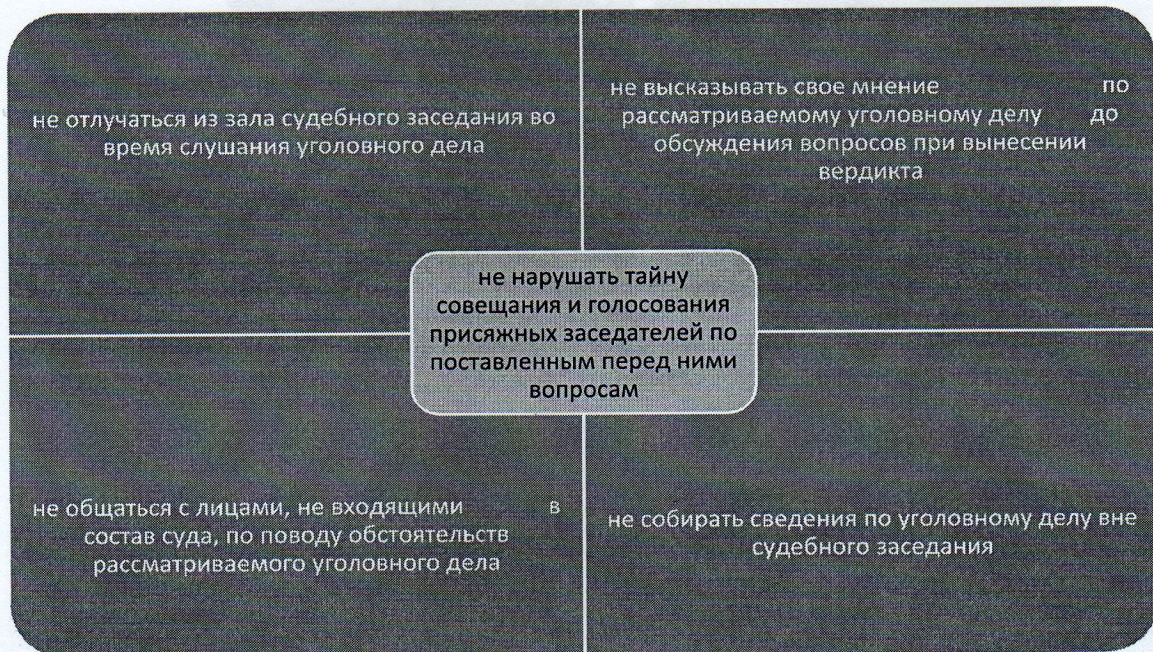 не отлучаться из зала судебного заседания во
время слушания уголовного дела
не высказывать свое мнение по
рассматриваемому уголовному делу до
обсуждения вопросов при вынесении
вердикта
не нарушать тайну
совещания и голосования
присяжных заседателей по
поставленным перед ними
вопросам
не общаться с лицами, не входящими в
состав суда, по поводу обстоятельств
рассматриваемого уголовного дела
не собирать сведения по уголовному делу вне
судебного заседания